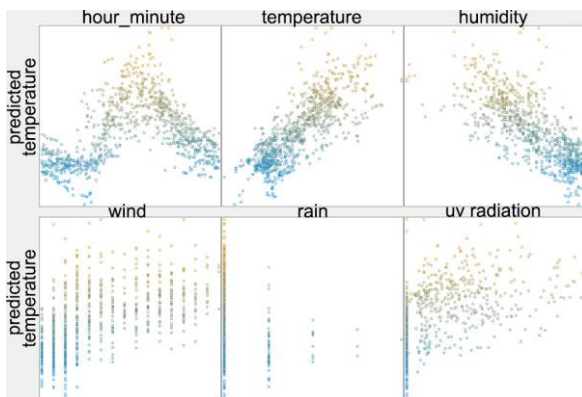 hour_minute
temperature
humidity
predicted
temperature
wind
rain
uv radiation
predicted
temperature